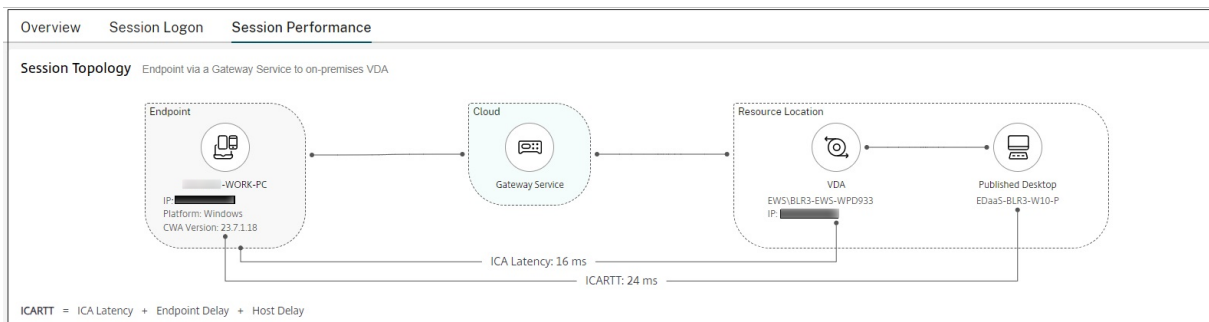 Overview Session Logon Session Performance
Session Topology Endpoint via a Gateway Service to on-premises VDA
Endpoint
-WORK-PC
IP:
Platform: Windows
CWA Version: 23.7.1.18
Cloud
Gateway Service
Resource Location
VDA
EWS\BLR3-EWS-WPD933
IP:
Published Desktop
EDaaS-BLR3-W10-P
ICA Latency: 16 ms
ICARTT: 24 ms
ICARTT = ICA Latency + Endpoint Delay + Host Delay